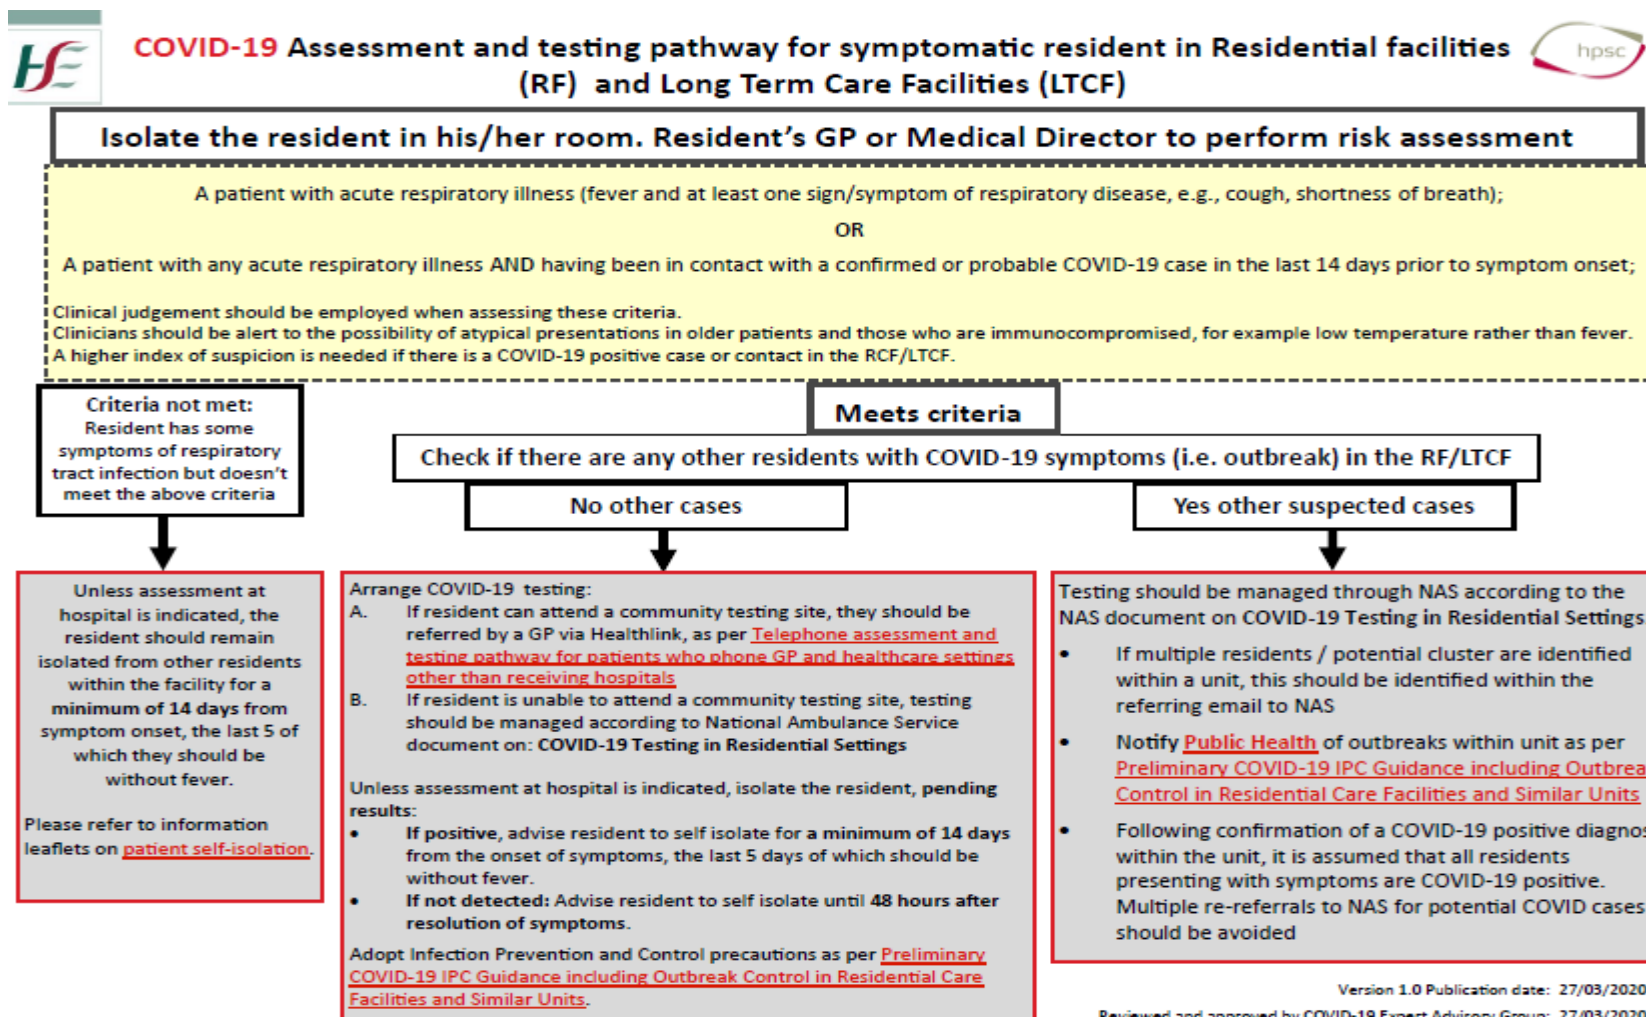 COVID-19 Assessment and testing pathway for symptomatic resident in Residential facilities
(RF) and Long Term Care Facilities (LTCF)
hpsc
Isolate the resident in his/her room. Resident's GP or Medical Director to perform risk assessment
A patient with acute respiratory illness (fever and at least one sign/symptom of respiratory disease, e.g., cough, shortness of breath);
OR
A patient with any acute respiratory illness AND having been in contact with a confirmed or probable COVID-19 case in the last 14 days prior to symptom onset;
Clinical judgement should be employed when assessing these criteria.
Clinicians should be alert to the possibility of atypical presentations in older patients and those who are immunocompromised, for example low temperature rather than fever.
A higher index of suspicion is needed if there is a COVID-19 positive case or contact in the RCF/LTCF.
Criteria not met:
Resident has some
symptoms of respiratory
tract infection but doesn't
meet the above criteria
Meets criteria
Check if there are any other residents with COVID-19 symptoms (i.e. outbreak) in the RF/LTCF
No other cases
Yes other suspected cases
Unless assessment at
hospital is indicated, the
resident should remain
isolated from other residents
within the facility for a
minimum of 14 days from
symptom onset, the last 5 of
which they should be
without fever.
Please refer to information
leaflets on patient self-isolation.
Arrange COVID-19 testing:
A. If resident can attend a community testing site, they should be
referred by a GP via Healthlink, as per Telephone assessment and
testing pathway for patients who phone GP and healthcare settings
other than receiving hospitals
B. If resident is unable to attend a community testing site, testing
should be managed according to National Ambulance Service
document on: COVID-19 Testing in Residential Settings
Unless assessment at hospital is indicated, isolate the resident, pending
results:
• If positive, advise resident to self isolate for a minimum of 14 days
from the onset of symptoms, the last 5 days of which should be
without fever.
• If not detected: Advise resident to self isolate until 48 hours after
resolution of symptoms.
Adopt Infection Prevention and Control precautions as per Preliminary
COVID-19 IPC Guidance including Outbreak Control in Residential Care
Facilities and Similar Units.
Testing should be managed through NAS according to the
NAS document on COVID-19 Testing in Residential Settings
• If multiple residents / potential cluster are identified
within a unit, this should be identified within the
referring email to NAS
• Notify Public Health of outbreaks within unit as per
Preliminary COVID-19 IPC Guidance including Outbrea
Control in Residential Care Facilities and Similar Units
• Following confirmation of a COVID-19 positive diagnos
within the unit, it is assumed that all residents
presenting with symptoms are COVID-19 positive.
Multiple re-referrals to NAS for potential COVID cases
should be avoided
Version 1.0 Publication date: 27/03/2020
Reviewed and approved by COVID-19 Expert Advisory Group: 27/03/2020